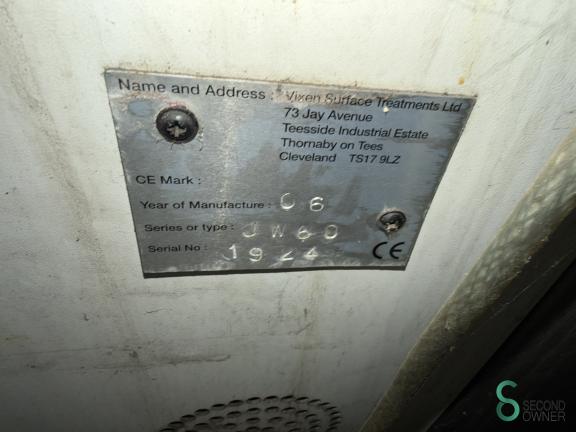 Name and Address : Vixen Surface Treatments Ltd
73 Jay Avenue
Teesside Industrial Estate
Thornaby on Tees
Cleveland TS17 9LZ
CE Mark :
Year of Manufacture : 06
Series or type : JW60
Serial No : 1924
CE
SECOND
OWNER